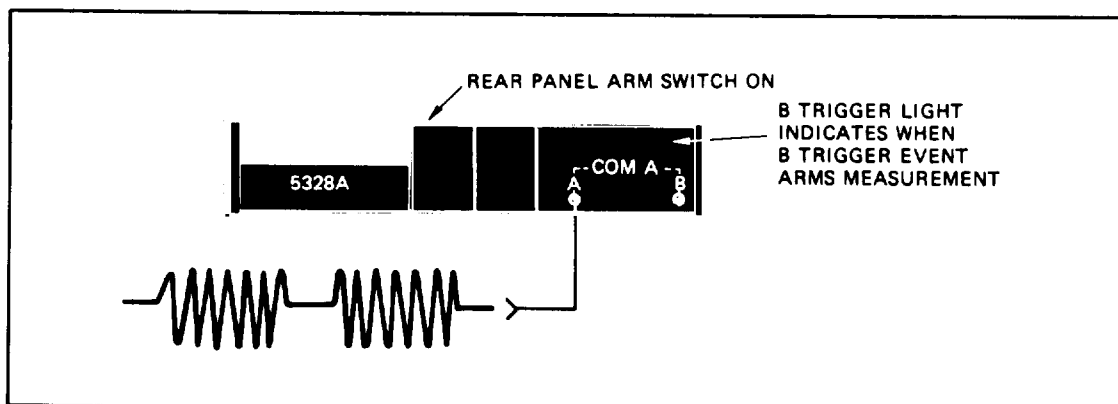 REAR PANEL ARM SWITCH ON
B TRIGGER LIGHT
INDICATES WHEN
B TRIGGER EVENT
ARMS MEASUREMENT
5328A
COM A
A
B